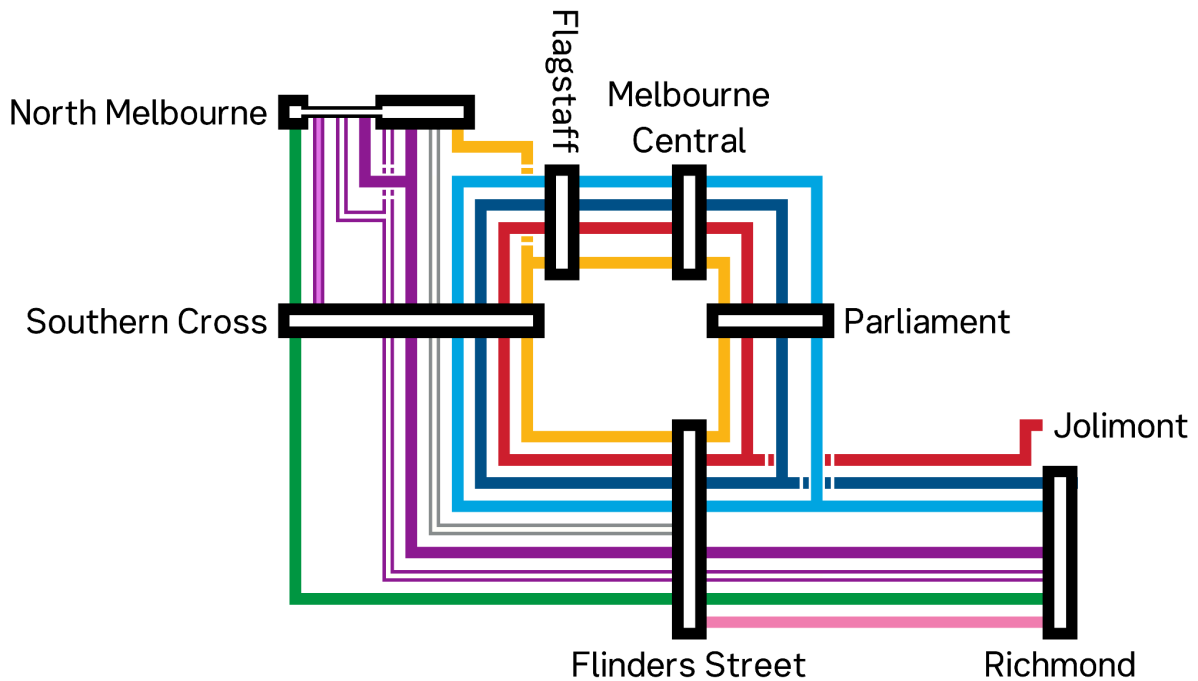 Flagstaff
Melbourne
Central
North Melbourne
Southern Cross
Parliament
Jolimont
Flinders Street
Richmond